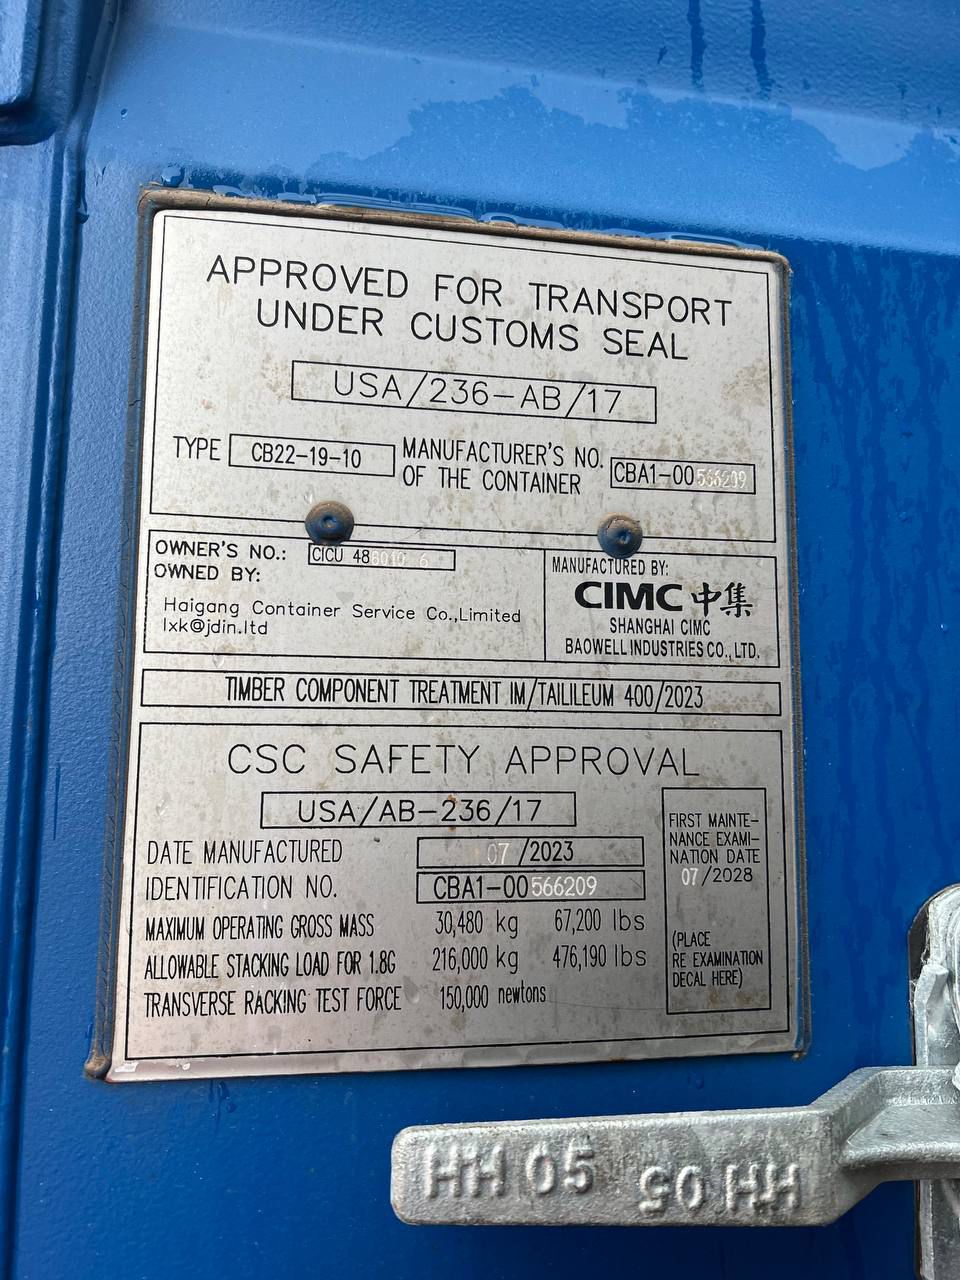 APPROVED FOR TRANSPORT
UNDER CUSTOMS SEAL
USA/236-AB/17
TYPE CB22-19-10
MANUFACTURER'S NO.
OF THE CONTAINER
CBA1-00566209
OWNER'S NO.: CICU 48
OWNED BY:
Haigang Container Service Co.,Limited
lxk@jdin.ltd
MANUFACTURED BY:
CIMC 中集
SHANGHAI CIMC
BAOWELL INDUSTRIES CO., LTD.
TIMBER COMPONENT TREATMENT IM/TAILILEUM 400/2023
CSC SAFETY APPROVAL
USA/AB-236/17
DATE MANUFACTURED 07 /2023
IDENTIFICATION NO. CBA1-00566209
MAXIMUM OPERATING GROSS MASS 30,480 kg 67,200 lbs
ALLOWABLE STACKING LOAD FOR 1.8G 216,000 kg 476,190 lbs
TRANSVERSE RACKING TEST FORCE 150,000 newtons
FIRST MAINTE-
NANCE EXAMI-
NATION DATE
07/2028
(PLACE
RE EXAMINATION
DECAL HERE)
HH 05
HH 05